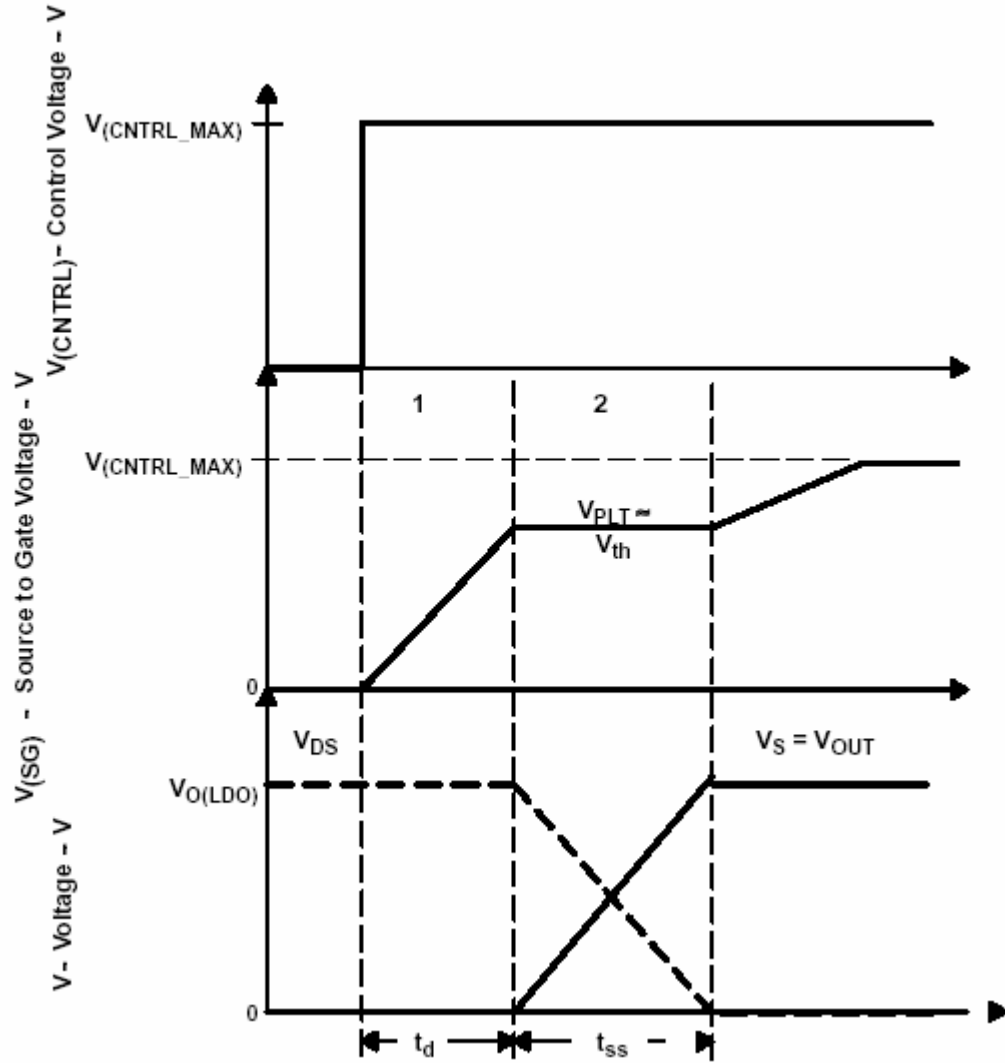 V(CNTRL) – Control Voltage – V
V(CNTRL_MAX)
1
2
V(SG) – Source to Gate Voltage – V
V(CNTRL_MAX)
VPLT ≈
Vth
0
VDS
VS = VOUT
VO(LDO)
V – Voltage – V
0
td
tss